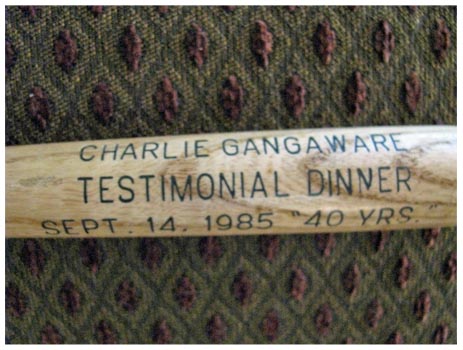 CHARLIE GANGAWARE
TESTIMONIAL DINNER
SEPT. 14, 1985 "40 YRS."